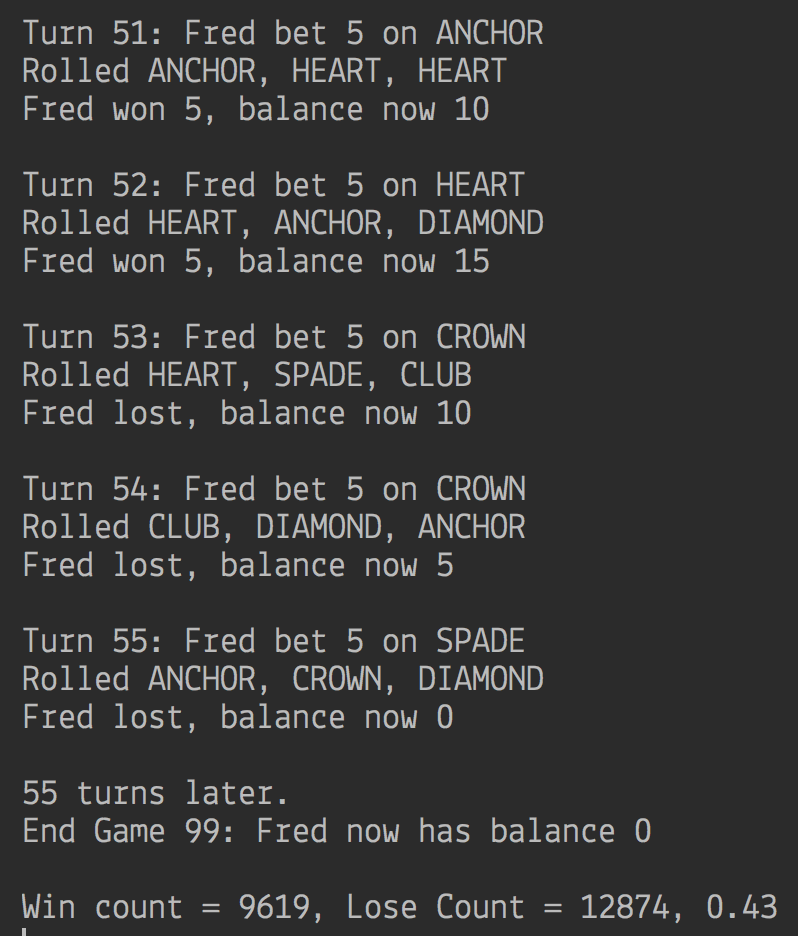 Turn 51: Fred bet 5 on ANCHOR
Rolled ANCHOR, HEART, HEART
Fred won 5, balance now 10
Turn 52: Fred bet 5 on HEART
Rolled HEART, ANCHOR, DIAMOND
Fred won 5, balance now 15
Turn 53: Fred bet 5 on CROWN
Rolled HEART, SPADE, CLUB
Fred lost, balance now 10
Turn 54: Fred bet 5 on CROWN
Rolled CLUB, DIAMOND, ANCHOR
Fred lost, balance now 5
Turn 55: Fred bet 5 on SPADE
Rolled ANCHOR, CROWN, DIAMOND
Fred lost, balance now 0
55 turns later.
End Game 99: Fred now has balance 0
Win count = 9619, Lose Count = 12874, 0.43